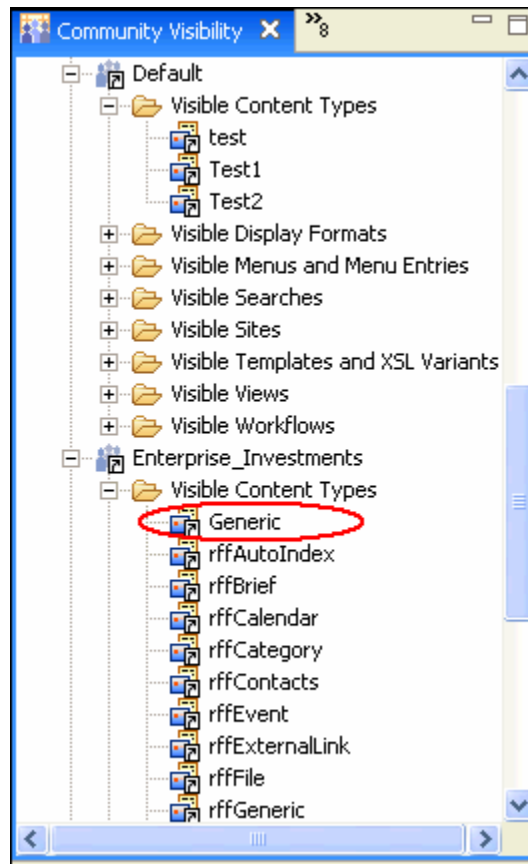 Community Visibility
»8
Default
Visible Content Types
test
Test1
Test2
Visible Display Formats
Visible Menus and Menu Entries
Visible Searches
Visible Sites
Visible Templates and XSL Variants
Visible Views
Visible Workflows
Enterprise_Investments
Visible Content Types
Generic
rffAutoIndex
rffBrief
rffCalendar
rffCategory
rffContacts
rffEvent
rffExternalLink
rffFile
rffGeneric